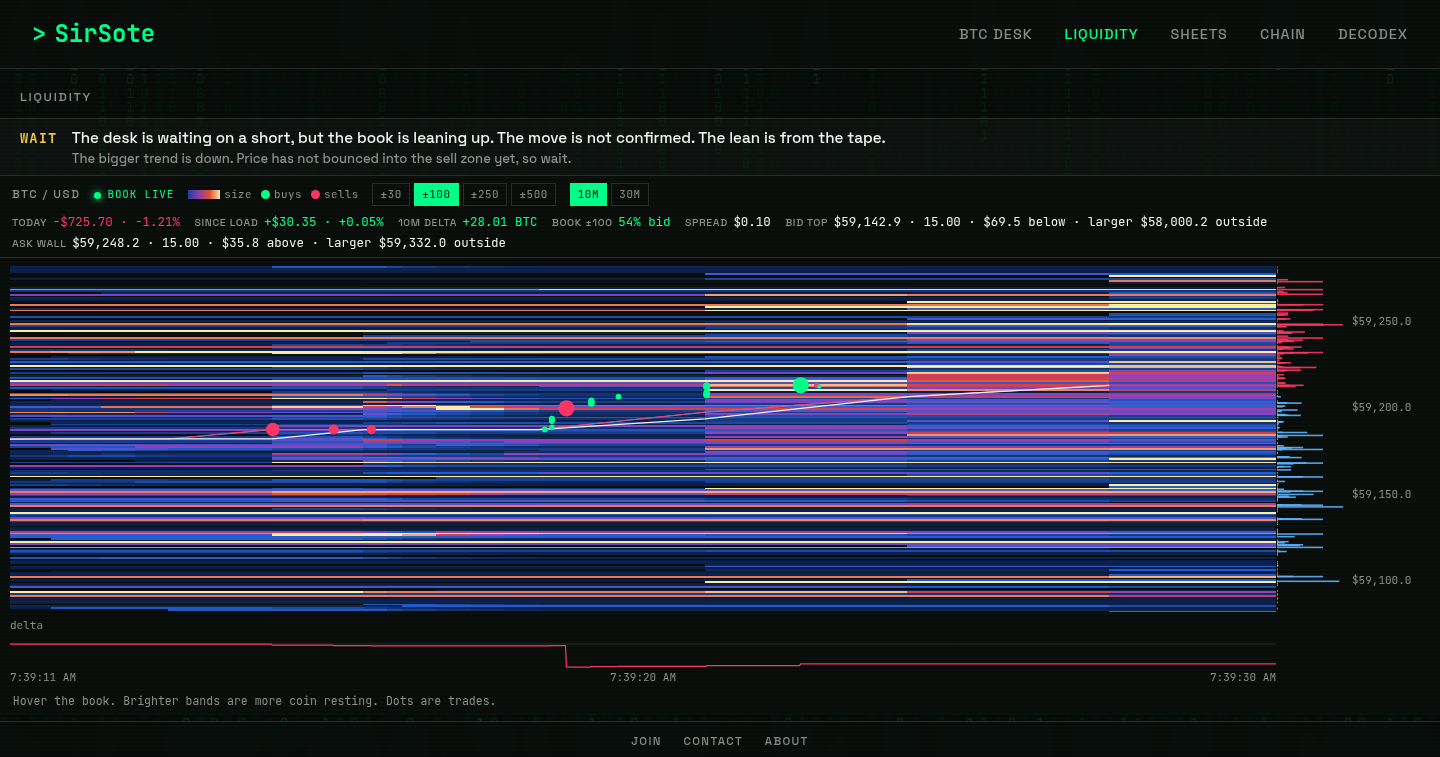 > SirSote
BTC DESK LIQUIDITY SHEETS CHAIN DECODEX
LIQUIDITY
WAIT The desk is waiting on a short, but the book is leaning up. The move is not confirmed. The lean is from the tape.
The bigger trend is down. Price has not bounced into the sell zone yet, so wait.
BTC / USD BOOK LIVE size buys sells ±30 ±100 ±250 ±500 10M 30M
TODAY -$725.70 · -1.21% SINCE LOAD +$30.35 · +0.05% 10M DELTA +28.01 BTC BOOK ±100 54% bid SPREAD $0.10 BID TOP $59,142.9 · 15.00 · $69.5 below · larger $58,000.2 outside
ASK WALL $59,248.2 · 15.00 · $35.8 above · larger $59,332.0 outside
$59,250.0
$59,200.0
$59,150.0
$59,100.0
delta
7:39:11 AM 7:39:20 AM 7:39:30 AM
Hover the book. Brighter bands are more coin resting. Dots are trades.
JOIN CONTACT ABOUT